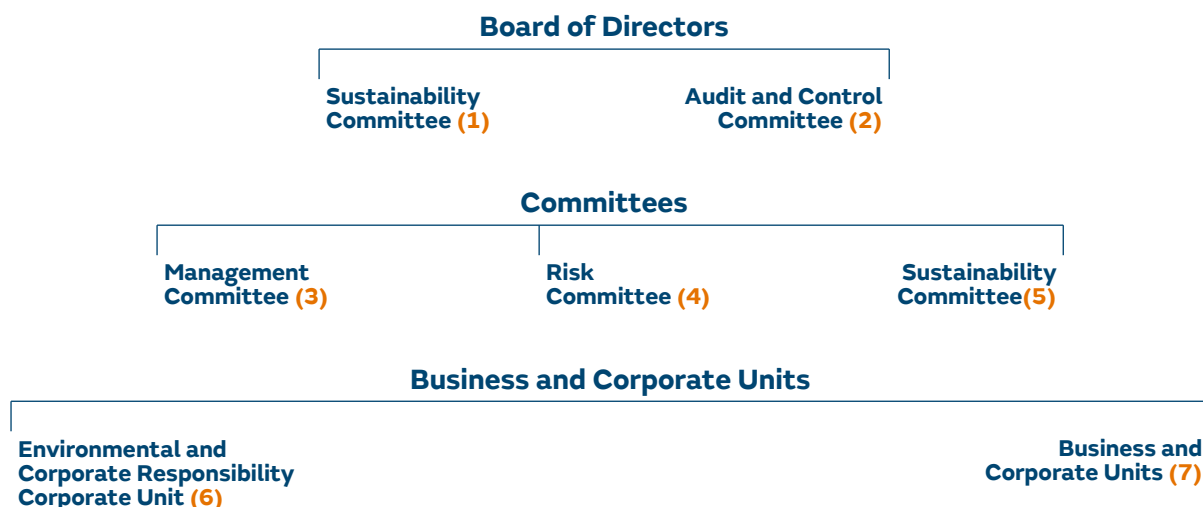 Board of Directors
Sustainability
Committee (1)
Audit and Control
Committee (2)
Committees
Management
Committee (3)
Risk
Committee (4)
Sustainability
Committee(5)
Business and Corporate Units
Environmental and
Corporate Responsibility
Corporate Unit (6)
Business and
Corporate Units (7)